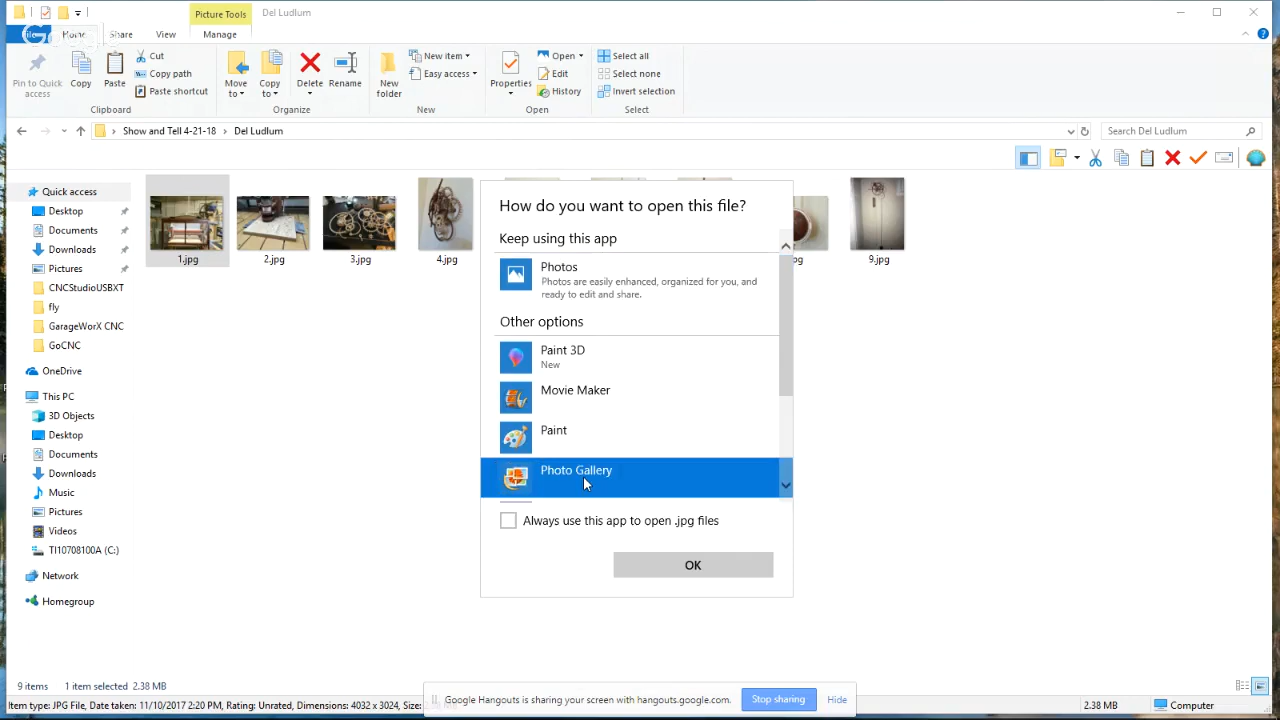 Picture Tools
Del Ludlum
File
Home
Share
View
Manage
Pin to Quick access
Copy
Paste
Cut
Copy path
Paste shortcut
Clipboard
Move to
Copy to
Delete
Rename
Organize
New folder
New item
Easy access
New
Properties
Open
Edit
History
Open
Select all
Select none
Invert selection
Select
Show and Tell 4-21-18 > Del Ludlum
Search Del Ludlum
Quick access
Desktop
Documents
Downloads
Pictures
CNCStudioUSBXT
fly
GarageWorX CNC
GoCNC
OneDrive
This PC
3D Objects
Desktop
Documents
Downloads
Music
Pictures
Videos
TI10708100A (C:)
Network
Homegroup
1.jpg
2.jpg
3.jpg
4.jpg
pg
9.jpg
How do you want to open this file?
Keep using this app
Photos
Photos are easily enhanced, organized for you, and
ready to edit and share.
Other options
Paint 3D
New
Movie Maker
Paint
Photo Gallery
Always use this app to open .jpg files
OK
9 items
1 item selected 2.38 MB
Google Hangouts is sharing your screen with hangouts.google.com.
Stop sharing
Hide
Item type: JPG File, Date taken: 11/10/2017 2:20 PM, Rating: Unrated, Dimensions: 4032 x 3024, Size:
2.38 MB
Computer